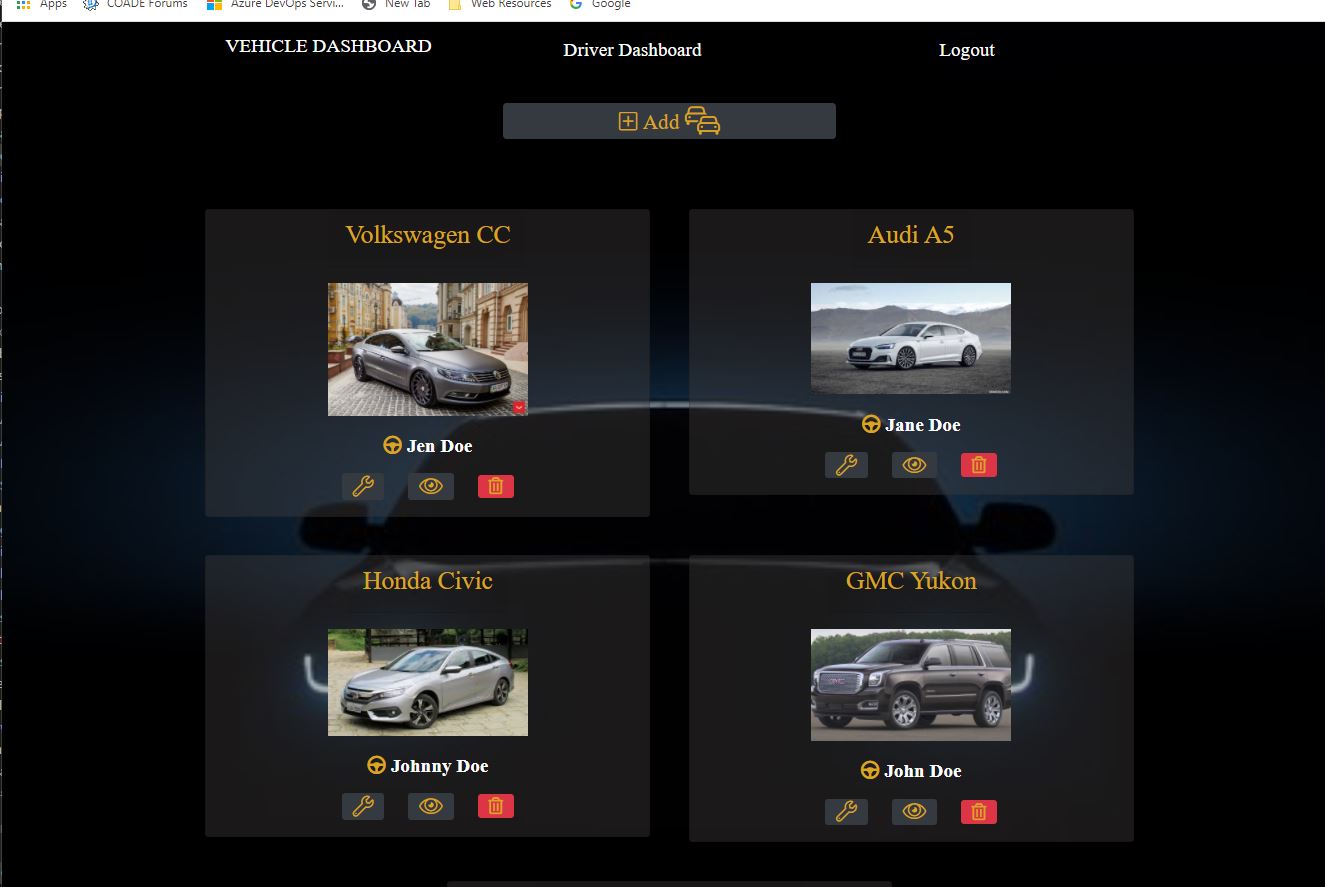 Apps COADE Forums Azure DevOps Servi... New Tab Web Resources Google
VEHICLE DASHBOARD Driver Dashboard Logout
Add
Volkswagen CC Audi A5
Jen Doe Jane Doe
Honda Civic GMC Yukon
GMC
Johnny Doe John Doe